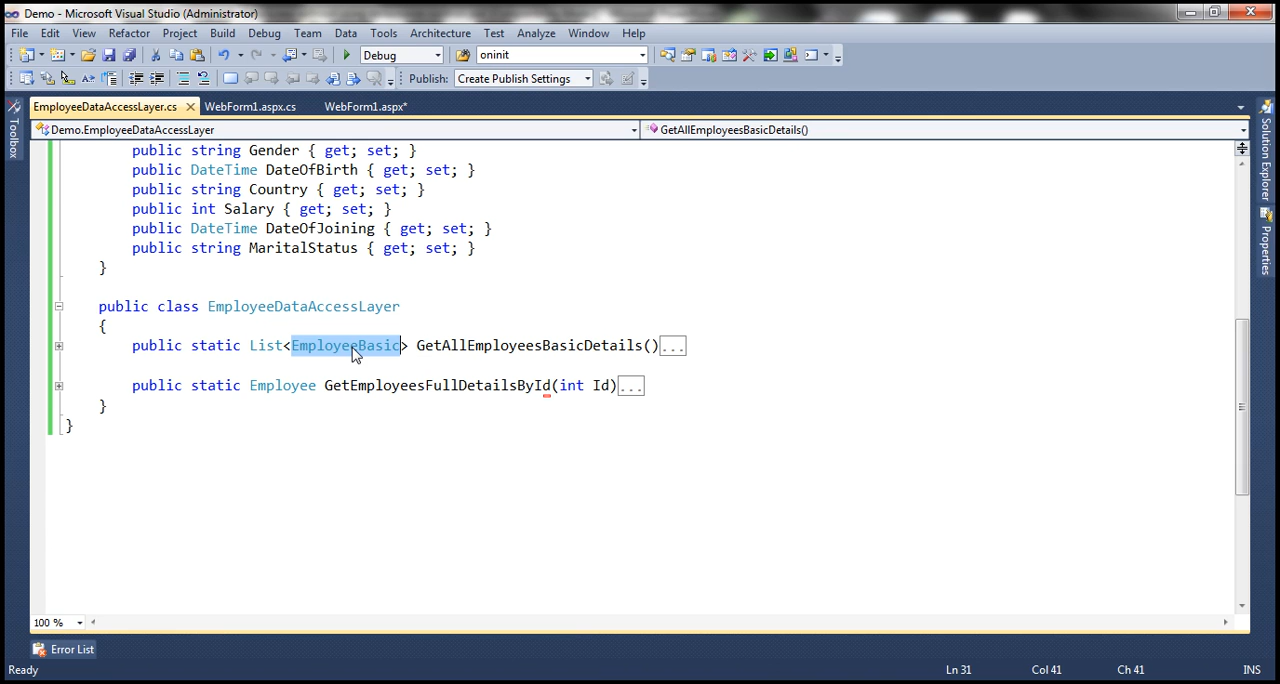 Demo - Microsoft Visual Studio (Administrator)
File Edit View Refactor Project Build Debug Team Data Tools Architecture Test Analyze Window Help
Debug oninit
Publish: Create Publish Settings
EmployeeDataAccessLayer.cs WebForm1.aspx.cs WebForm1.aspx*
Demo.EmployeeDataAccessLayer GetAllEmployeesBasicDetails()
Toolbox
Solution Explorer
Properties
public string Gender { get; set; }
public DateTime DateOfBirth { get; set; }
public string Country { get; set; }
public int Salary { get; set; }
public DateTime DateOfJoining { get; set; }
public string MaritalStatus { get; set; }
}
public class EmployeeDataAccessLayer
{
public static List<EmployeeBasic> GetAllEmployeesBasicDetails()...
public static Employee GetEmployeesFullDetailsById(int Id)...
}
}
100 %
Error List
Ready Ln 31 Col 41 Ch 41 INS